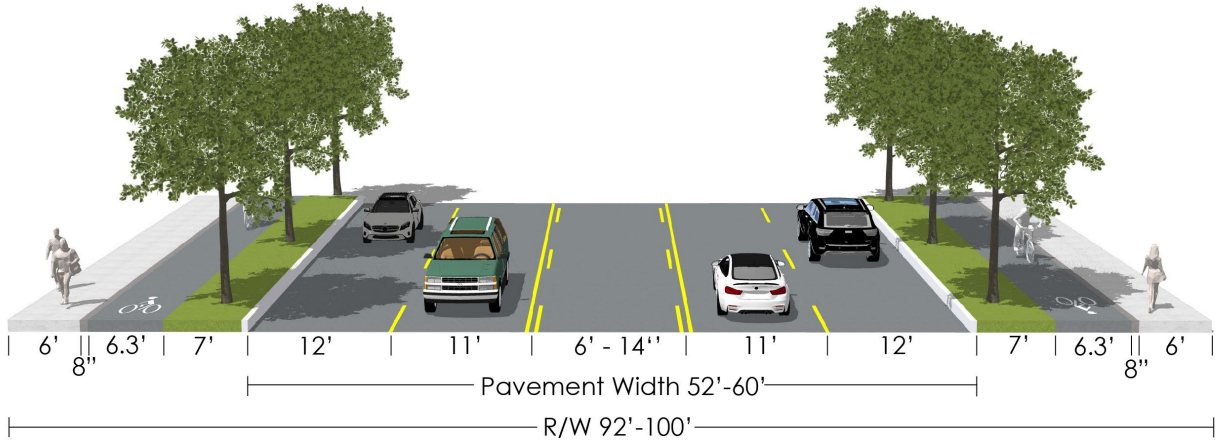 6' 8" 6.3' 7' 12' 11' 6' - 14'' 11' 12' 7' 6.3' 8" 6'
Pavement Width 52'-60'
R/W 92'-100'